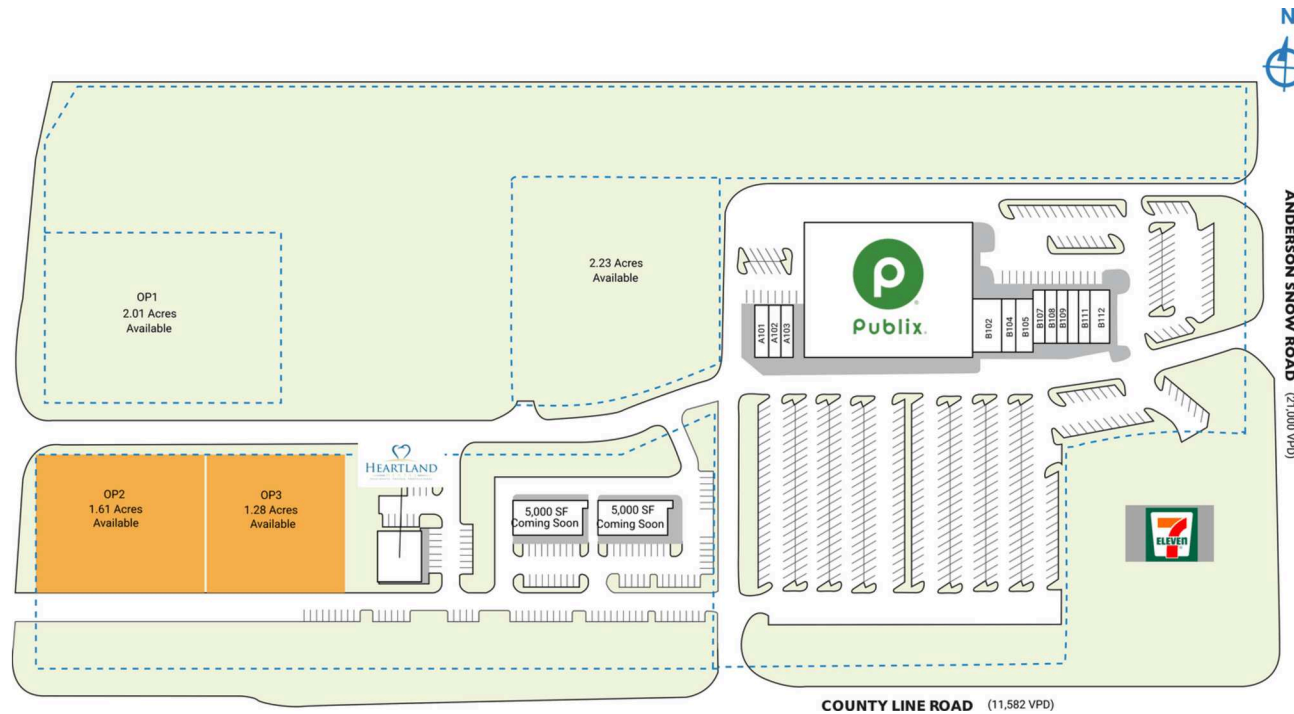 N
ANDERSON SNOW ROAD (21,000 VPD)
2.23 Acres
Available
OP1
2.01 Acres
Available
Publix
A101
A102
A103
B102
B104
B105
B107
B108
B109
B111
B112
HEARTLAND
OP2
1.61 Acres
Available
OP3
1.28 Acres
Available
5,000 SF
Coming Soon
5,000 SF
Coming Soon
7
ELEVEN
COUNTY LINE ROAD (11,582 VPD)